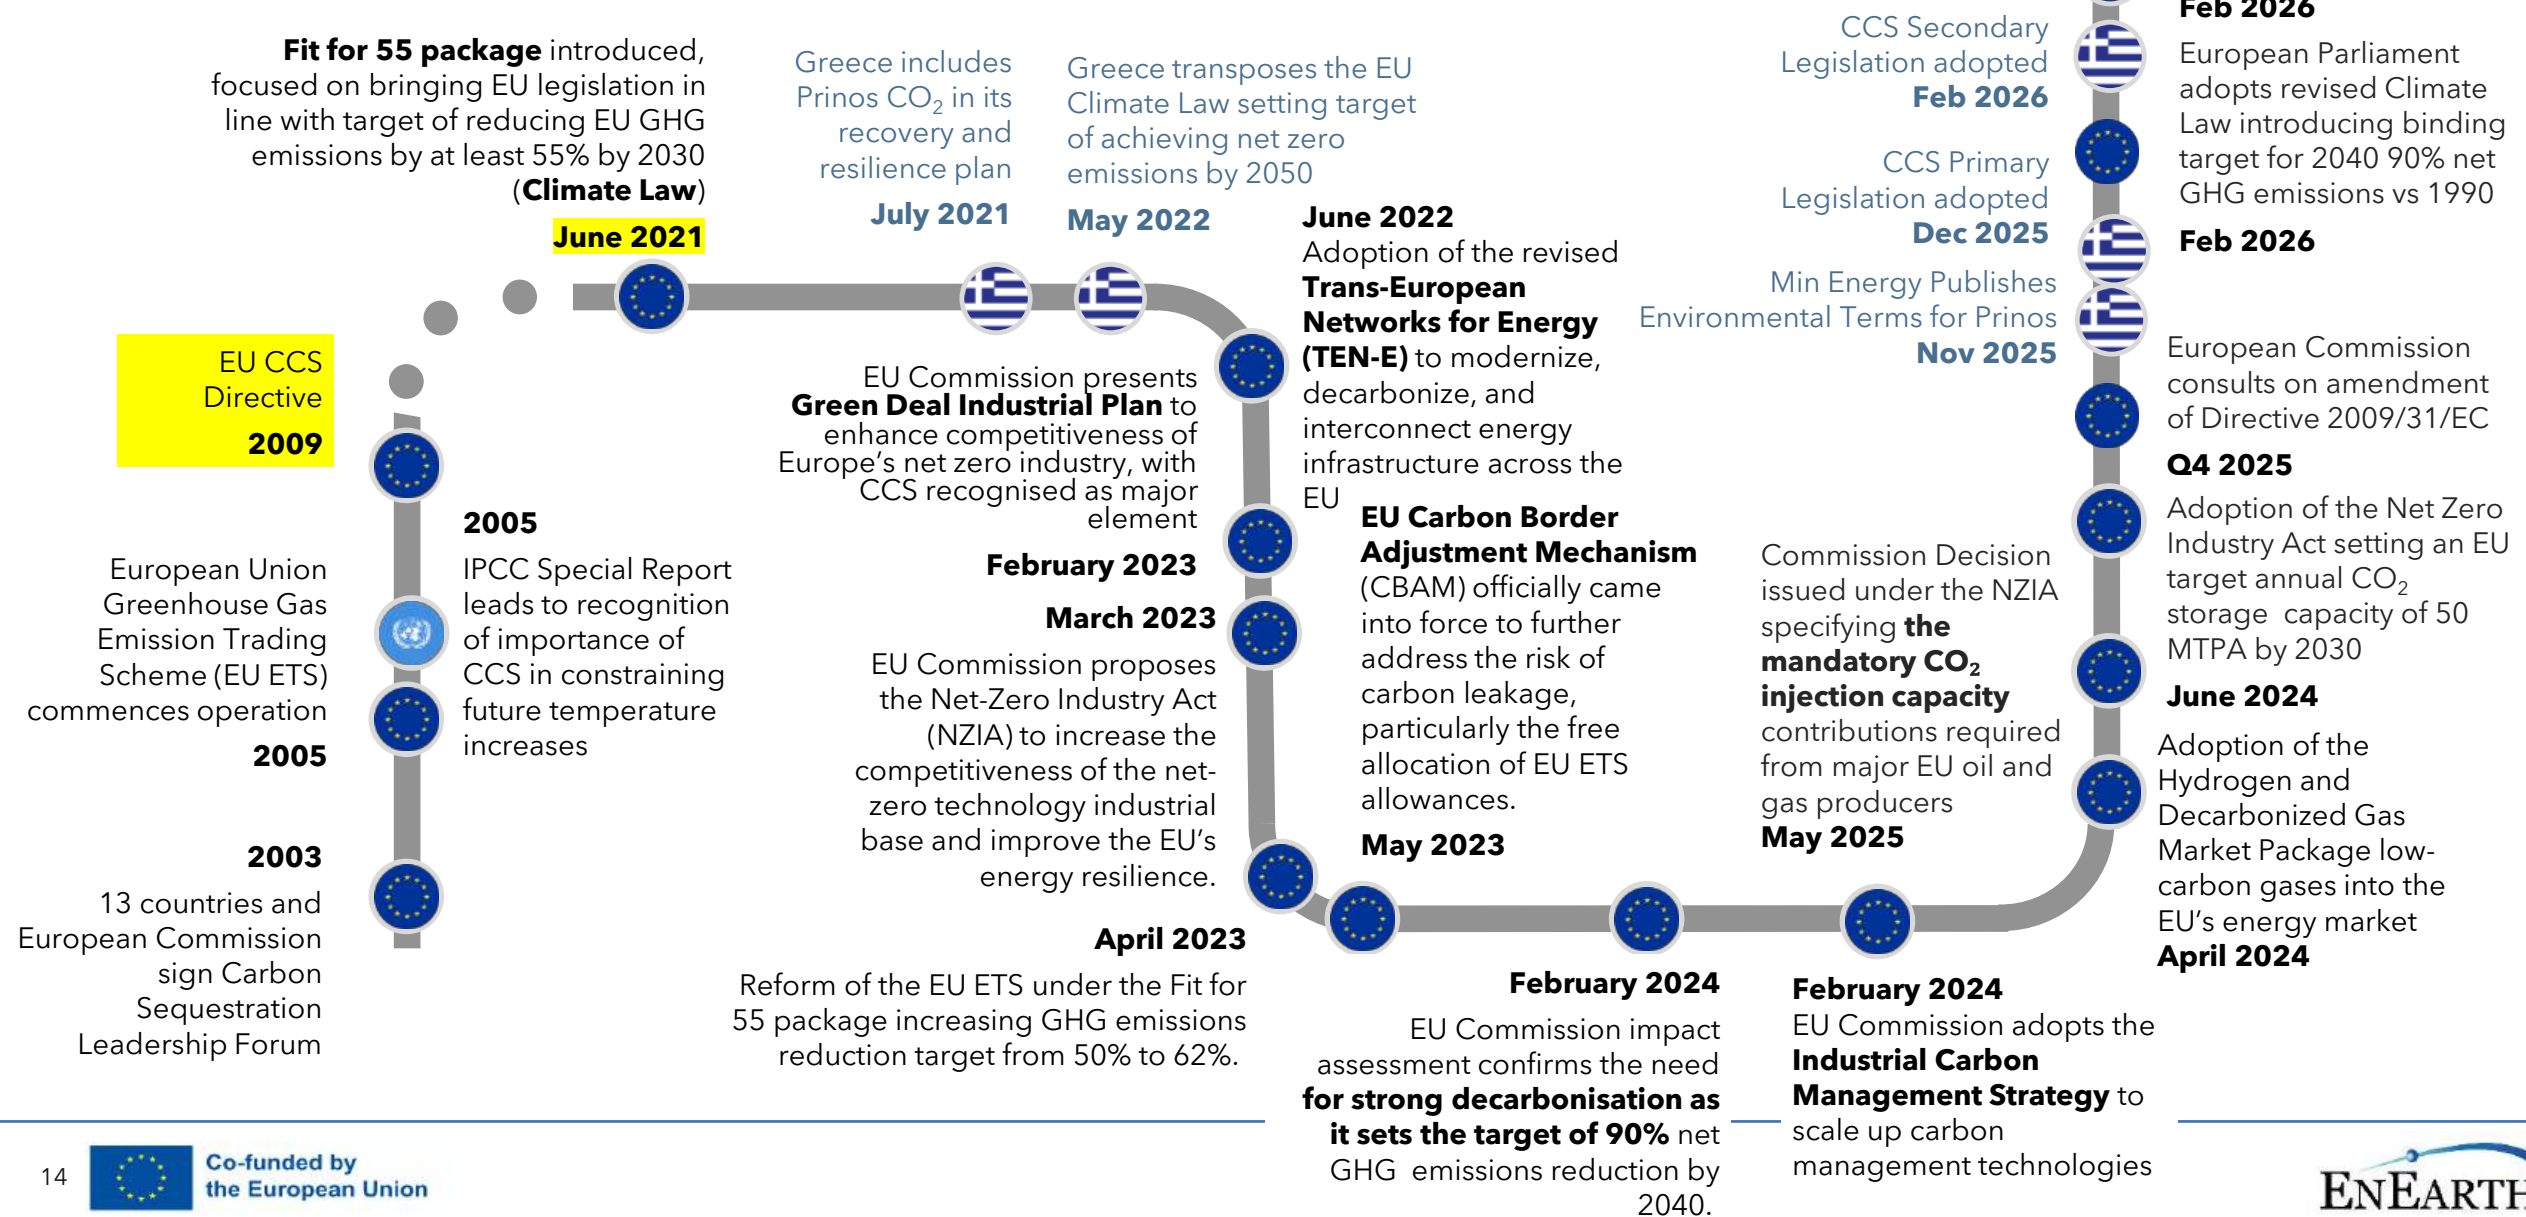 Fit for 55 package introduced,
focused on bringing EU legislation in
line with target of reducing EU GHG
emissions by at least 55% by 2030
(Climate Law)
June 2021
Greece includes
Prinos CO₂ in its
recovery and
resilience plan
July 2021
Greece transposes the EU
Climate Law setting target
of achieving net zero
emissions by 2050
May 2022
EU CCS
Directive
2009
2005
IPCC Special Report
leads to recognition
of importance of
CCS in constraining
future temperature
increases
European Union
Greenhouse Gas
Emission Trading
Scheme (EU ETS)
commences operation
2005
2003
13 countries and
European Commission
sign Carbon
Sequestration
Leadership Forum
June 2022
Adoption of the revised
Trans-European
Networks for Energy
(TEN-E) to modernize,
decarbonize, and
interconnect energy
infrastructure across the
EU
EU Commission presents
Green Deal Industrial Plan to
enhance competitiveness of
Europe’s net zero industry, with
CCS recognised as major
element
February 2023
March 2023
EU Commission proposes
the Net-Zero Industry Act
(NZIA) to increase the
competitiveness of the net-
zero technology industrial
base and improve the EU’s
energy resilience.
April 2023
Reform of the EU ETS under the Fit for
55 package increasing GHG emissions
reduction target from 50% to 62%.
EU Carbon Border
Adjustment Mechanism
(CBAM) officially came
into force to further
address the risk of
carbon leakage,
particularly the free
allocation of EU ETS
allowances.
May 2023
February 2024
EU Commission impact
assessment confirms the need
for strong decarbonisation as
it sets the target of 90% net
GHG emissions reduction by
2040.
February 2024
EU Commission adopts the
Industrial Carbon
Management Strategy to
scale up carbon
management technologies
Commission Decision
issued under the NZIA
specifying the
mandatory CO₂
injection capacity
contributions required
from major EU oil and
gas producers
May 2025
Adoption of the
Hydrogen and
Decarbonized Gas
Market Package low-
carbon gases into the
EU’s energy market
April 2024
Adoption of the Net Zero
Industry Act setting an EU
target annual CO₂
storage capacity of 50
MTPA by 2030
June 2024
European Commission
consults on amendment
of Directive 2009/31/EC
Q4 2025
Min Energy Publishes
Environmental Terms for Prinos
Nov 2025
CCS Primary
Legislation adopted
Dec 2025
CCS Secondary
Legislation adopted
Feb 2026
Feb 2026
European Parliament
adopts revised Climate
Law introducing binding
target for 2040 90% net
GHG emissions vs 1990
Feb 2026
14
Co-funded by
the European Union
ENEARTH